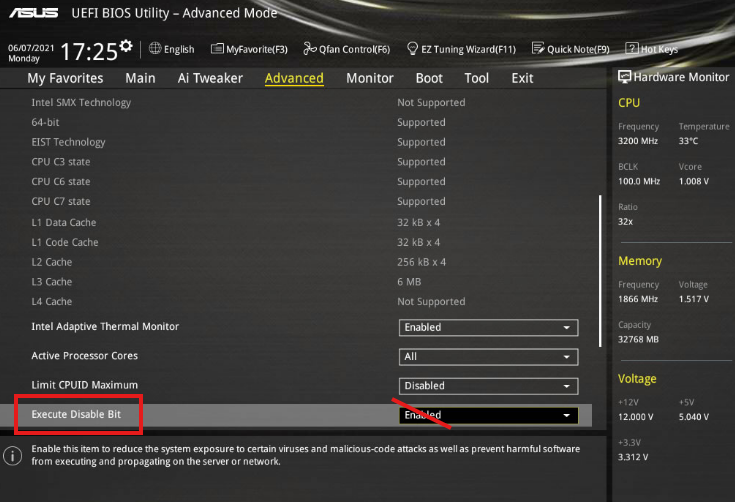 ASUS UEFI BIOS Utility – Advanced Mode
06/07/2021 Monday 17:25 English MyFavorite(F3) Qfan Control(F6) EZ Tuning Wizard(F11) Quick Note(F9) ? Hot Keys
My Favorites Main Ai Tweaker Advanced Monitor Boot Tool Exit
Intel SMX Technology Not Supported
64-bit Supported
EIST Technology Supported
CPU C3 state Supported
CPU C6 state Supported
CPU C7 state Supported
L1 Data Cache 32 kB x 4
L1 Code Cache 32 kB x 4
L2 Cache 256 kB x 4
L3 Cache 6 MB
L4 Cache Not Supported
Intel Adaptive Thermal Monitor Enabled
Active Processor Cores All
Limit CPUID Maximum Disabled
Execute Disable Bit Enabled
i Enable this item to reduce the system exposure to certain viruses and malicious-code attacks as well as prevent harmful software
from executing and propagating on the server or network.
Hardware Monitor
CPU
Frequency Temperature
3200 MHz 33°C
BCLK Vcore
100.0 MHz 1.008 V
Ratio
32x
Memory
Frequency Voltage
1866 MHz 1.517 V
Capacity
32768 MB
Voltage
+12V +5V
12.000 V 5.040 V
+3.3V
3.312 V